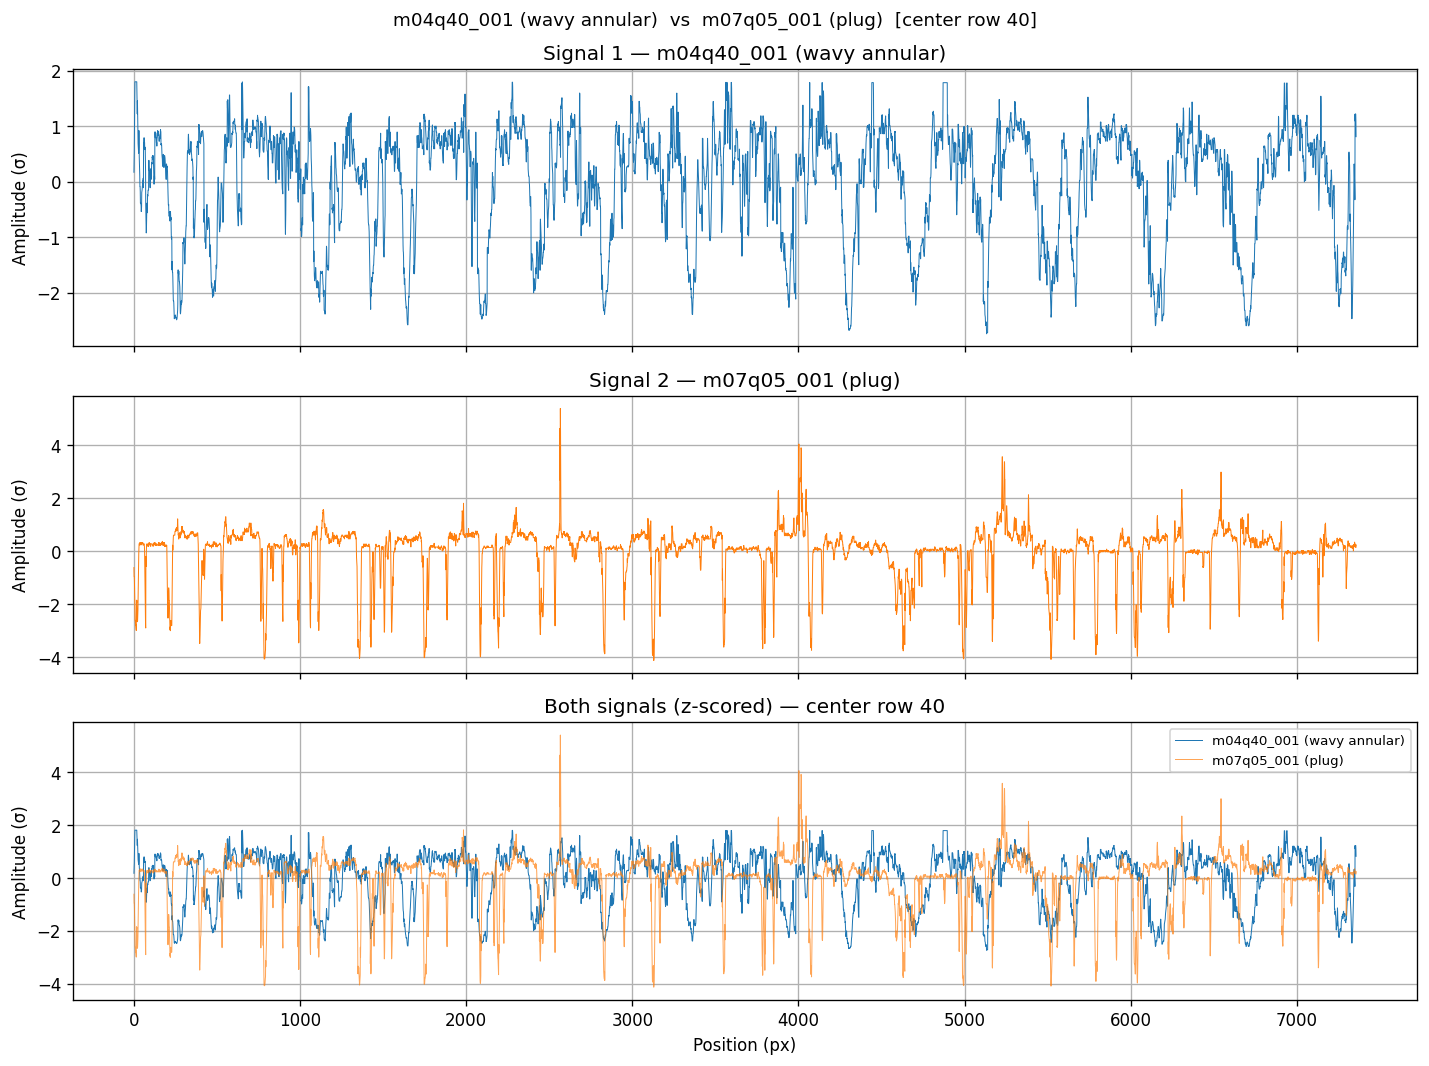 m04q40_001 (wavy annular)  vs  m07q05_001 (plug)  [center row 40]
Signal 1 — m04q40_001 (wavy annular)
Amplitude (σ)
2
1
0
−1
−2
Signal 2 — m07q05_001 (plug)
Amplitude (σ)
4
2
0
−2
−4
Both signals (z-scored) — center row 40
Amplitude (σ)
4
2
0
−2
−4
m04q40_001 (wavy annular)
m07q05_001 (plug)
0 1000 2000 3000 4000 5000 6000 7000
Position (px)